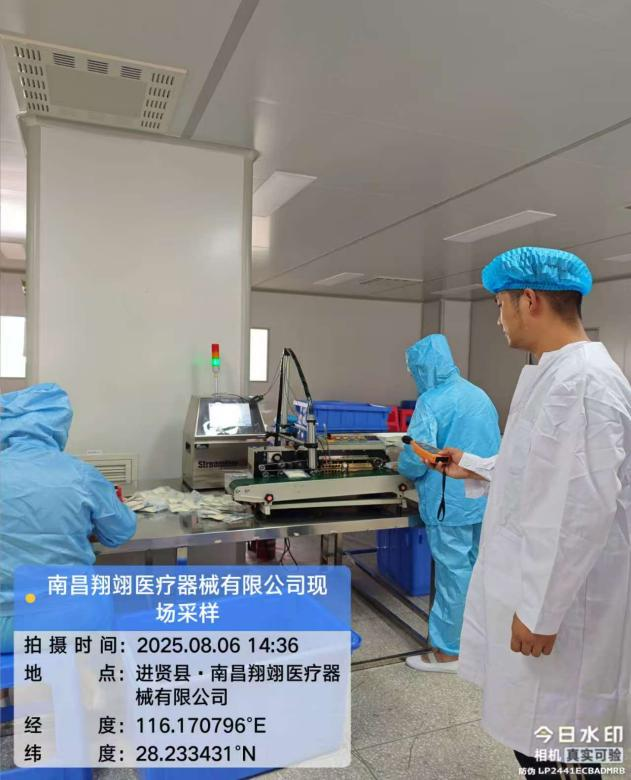 Stream
南昌翔翊医疗器械有限公司现
场采样
拍摄时间：2025.08.06 14:36
地点：进贤县·南昌翔翊医疗器
械有限公司
经度：116.170796°E
纬度：28.233431°N
今日水印
相机 真实可验
防伪 LP2441ECBADMRB